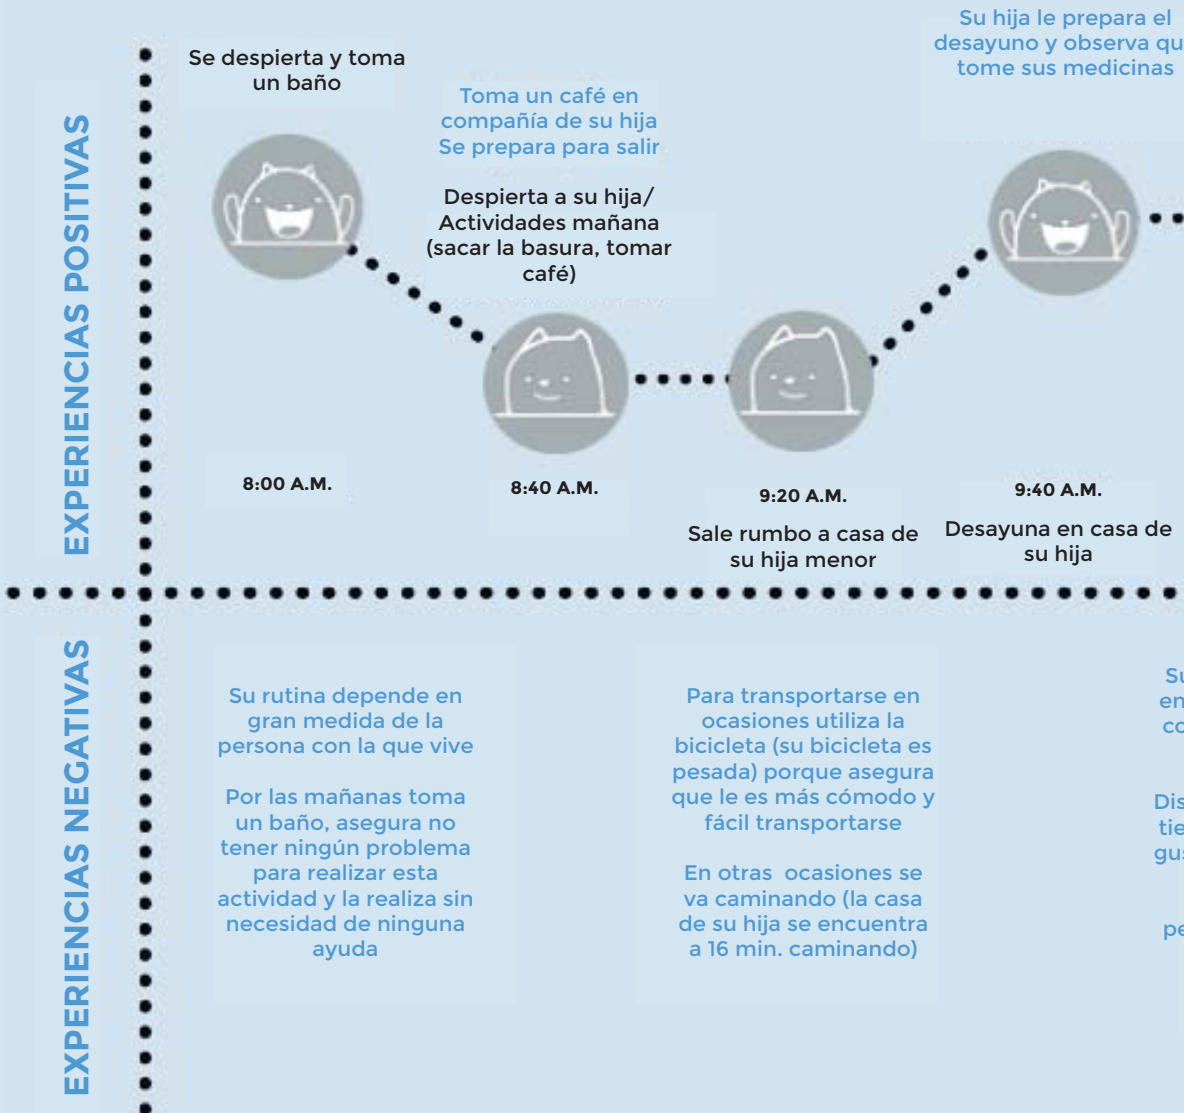 EXPERIENCIAS POSITIVAS
Se despierta y toma
un baño
Toma un café en
compañía de su hija
Se prepara para salir
Despierta a su hija/
Actividades mañana
(sacar la basura, tomar
café)
Su hija le prepara el
desayuno y observa qu
tome sus medicinas
8:00 A.M.
8:40 A.M.
9:20 A.M.
Sale rumbo a casa de
su hija menor
9:40 A.M.
Desayuna en casa de
su hija
EXPERIENCIAS NEGATIVAS
Su rutina depende en
gran medida de la
persona con la que vive
Por las mañanas toma
un baño, asegura no
tener ningún problema
para realizar esta
actividad y la realiza sin
necesidad de ninguna
ayuda
Para transportarse en
ocasiones utiliza la
bicicleta (su bicicleta es
pesada) porque asegura
que le es más cómodo y
fácil transportarse
En otras  ocasiones se
va caminando (la casa
de su hija se encuentra
a 16 min. caminando)
Su
en
co
Dis
tie
gus
pe